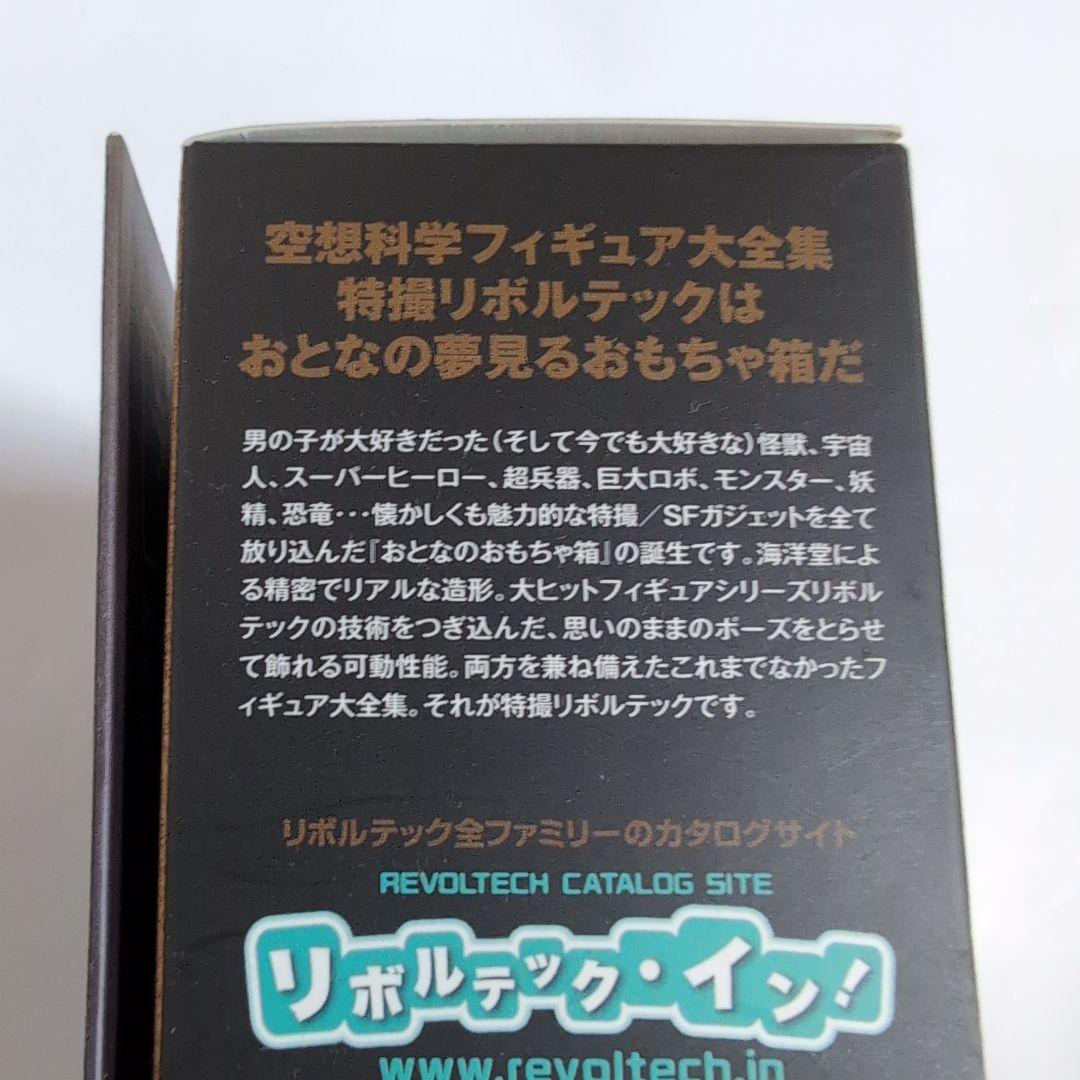 空想科学フィギュア大全集
特撮リボルテックは
おとなの夢見るおもちゃ箱だ
男の子が大好きだった(そして今でも大好きな)怪獣、宇宙
人、スーパーヒーロー、超兵器、巨大ロボ、モンスター、妖
精、恐竜･･･懐かしくも魅力的な特撮／SFガジェットを全て
放り込んだ『おとなのおもちゃ箱』の誕生です。海洋堂によ
る精密でリアルな造形。大ヒットフィギュアシリーズリボル
テックの技術をつぎ込んだ、思いのままのポーズをとらせ
て飾れる可動性能。両方を兼ね備えたこれまでなかったフ
ィギュア大全集。それが特撮リボルテックです。
リボルテック全ファミリーのカタログサイト
REVOLTECH CATALOG SITE
リボルテック・イン!
www.revoltech.in